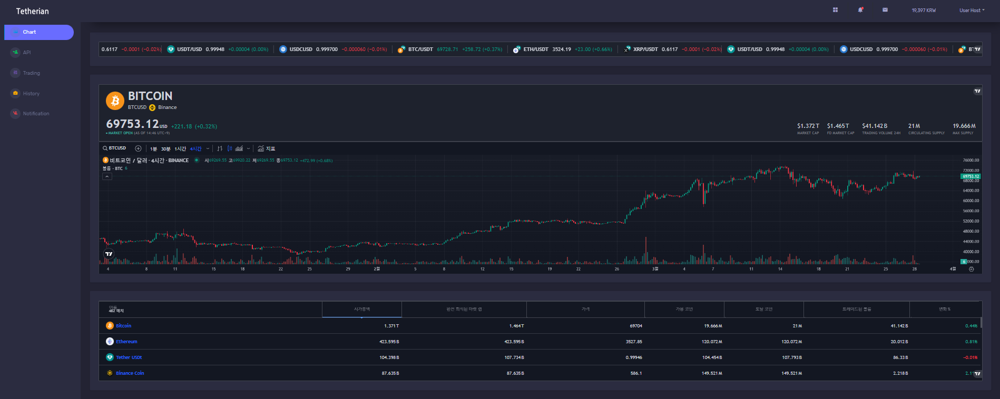 Tetherian
19,397 KRW
User Host
Chart
API
Trading
History
Notification
0.6117 −0.0001 (−0.02%) USDT/USD 0.99948 +0.00004 (0.00%) USDCUSD 0.999700 −0.000060 (−0.01%) BTC/USDT 69728.71 +258.72 (+0.37%) ETH/USDT 3524.19 +23.00 (+0.66%) XRP/USDT 0.6117 −0.0001 (−0.02%) USDT/USD 0.99948 +0.00004 (0.00%) USDCUSD 0.999700 −0.000060 (−0.01%)
BITCOIN
BTCUSD Binance
69753.12 USD +221.18 (+0.32%)
MARKET OPEN (AS OF 14:46 UTC-9)
$1.372 T $1.465 T $41.142 B 21 M 19.666 M
MARKET CAP FD MARKET CAP TRADING VOLUME 24H CIRCULATING SUPPLY MAX SUPPLY
BTCUSD 1분 30분 1시간 4시간 지표
비트코인 / 달러 · 4시간 · BINANCE 시69269.55 고69920.22 저69269.55 종69753.12 +472.99 (+0.68%)
볼륨 · BTC 6
76000.00
72000.00
69753.12
68000.00
64000.00
60000.00
56000.00
52000.00
48000.00
44000.00
40000.00
6
4 8 11 15 18 22 25 29 2월 5 8 12 15 19 22 26 3월 4 7 11 14 18 21 25 28 4월
482 매치
시가총액 완전 희석된 마켓 캡 가격 가용 코인 토탈 코인 트레이드된 볼륨 변화 %
Bitcoin 1.371 T 1.464 T 69704 19.666 M 21 M 41.142 B 0.44%
Ethereum 423.595 B 423.595 B 3527.85 120.072 M 120.072 M 20.012 B 0.81%
Tether USDt 104.398 B 107.734 B 0.99946 104.454 B 107.793 B 86.33 B −0.01%
Binance Coin 87.635 B 87.635 B 586.1 149.521 M 149.521 M 2.218 B